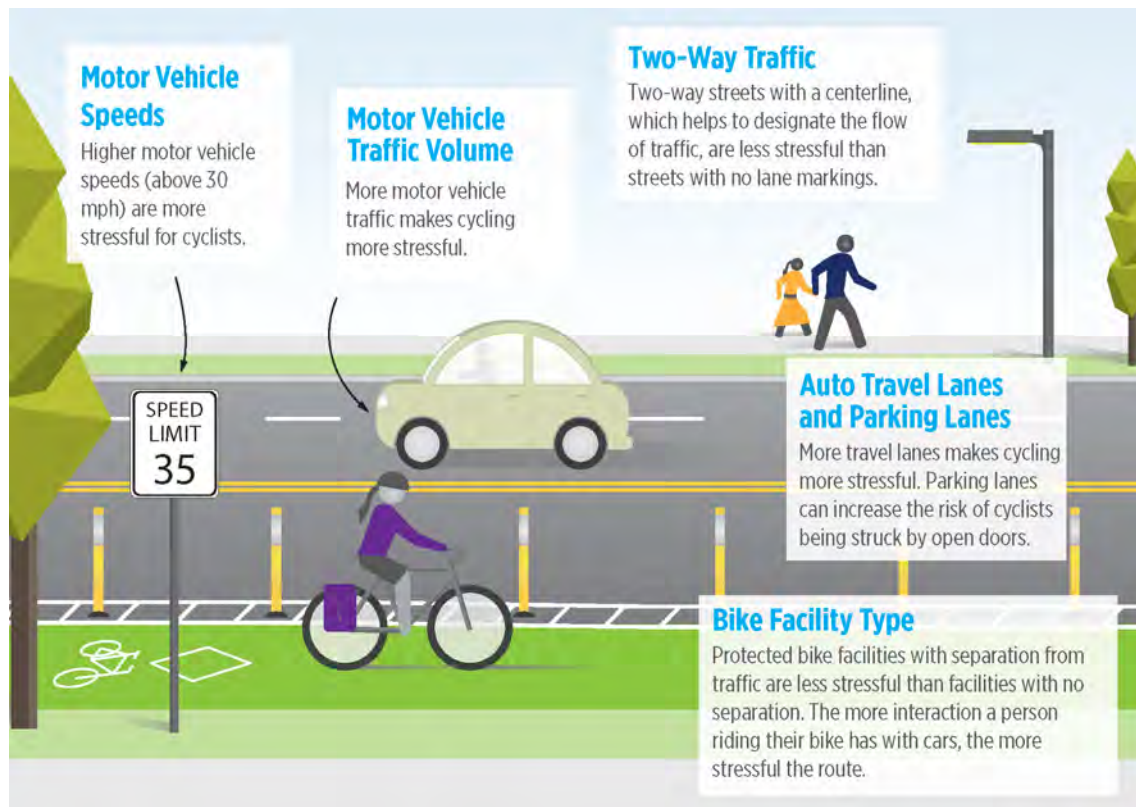 Motor Vehicle
Speeds
Higher motor vehicle
speeds (above 30
mph) are more
stressful for cyclists.
Motor Vehicle
Traffic Volume
More motor vehicle
traffic makes cycling
more stressful.
Two-Way Traffic
Two-way streets with a centerline,
which helps to designate the flow
of traffic, are less stressful than
streets with no lane markings.
SPEED
LIMIT
35
Auto Travel Lanes
and Parking Lanes
More travel lanes makes cycling
more stressful. Parking lanes
can increase the risk of cyclists
being struck by open doors.
Bike Facility Type
Protected bike facilities with separation from
traffic are less stressful than facilities with no
separation. The more interaction a person
riding their bike has with cars, the more
stressful the route.